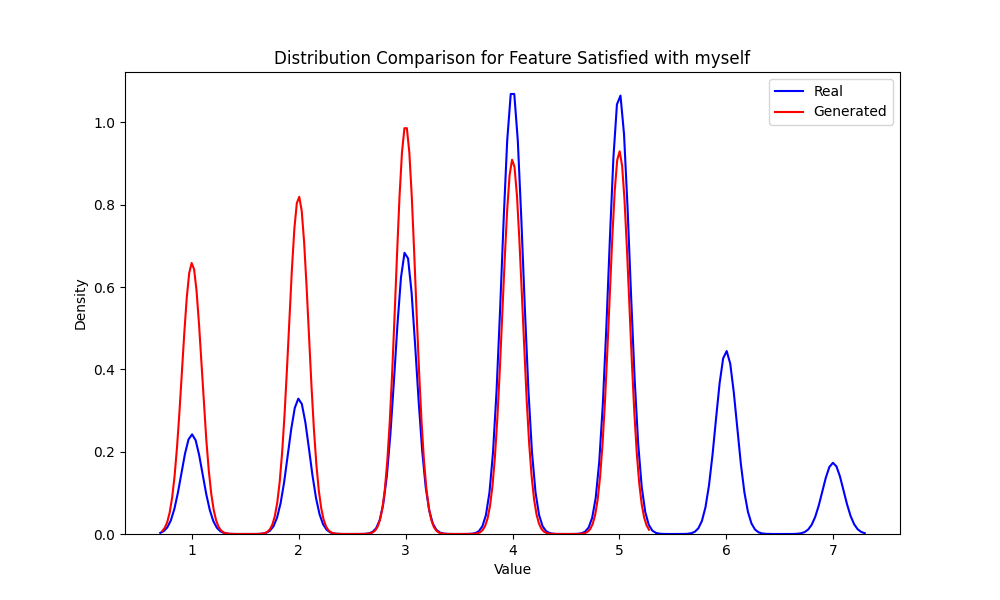 Distribution Comparison for Feature Satisfied with myself
Real
Generated
Density
1.0
0.8
0.6
0.4
0.2
0.0
1 2 3 4 5 6 7
Value